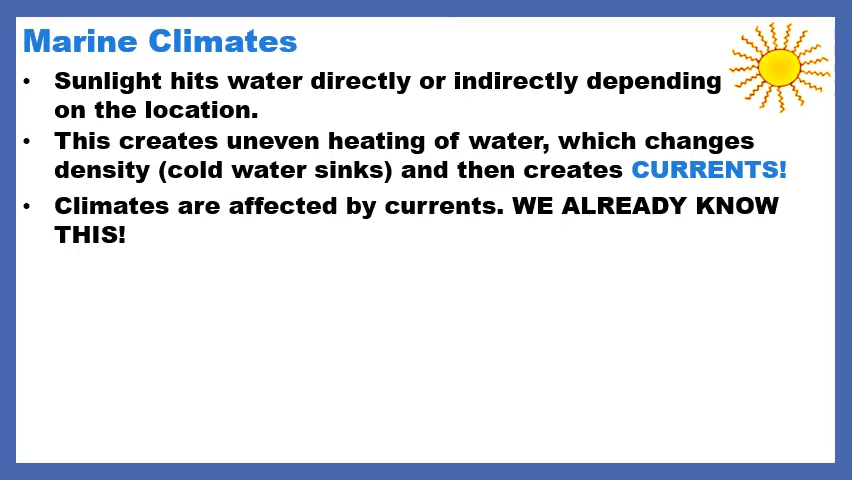 Marine Climates
• Sunlight hits water directly or indirectly depending
on the location.
• This creates uneven heating of water, which changes
density (cold water sinks) and then creates CURRENTS!
• Climates are affected by currents. WE ALREADY KNOW
THIS!